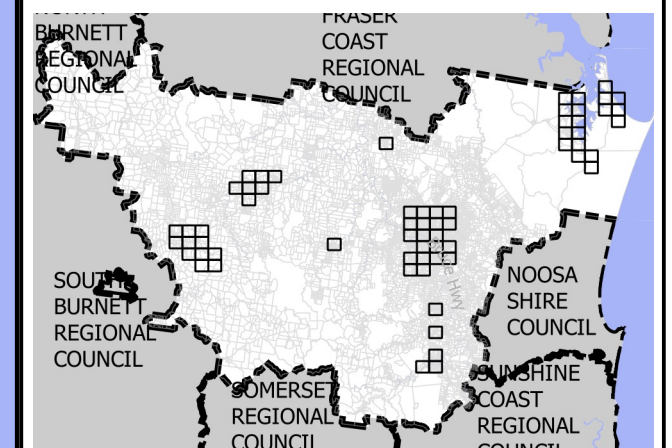 NORTH
BURNETT
REGIONAL
COUNCIL
FRASER
COAST
REGIONAL
COUNCIL
SOUTH
BURNETT
REGIONAL
COUNCIL
Hwy
NOOSA
SHIRE
COUNCIL
SOMERSET
REGIONAL
COUNCIL
SUNSHINE
COAST
REGIONAL
COUNCIL